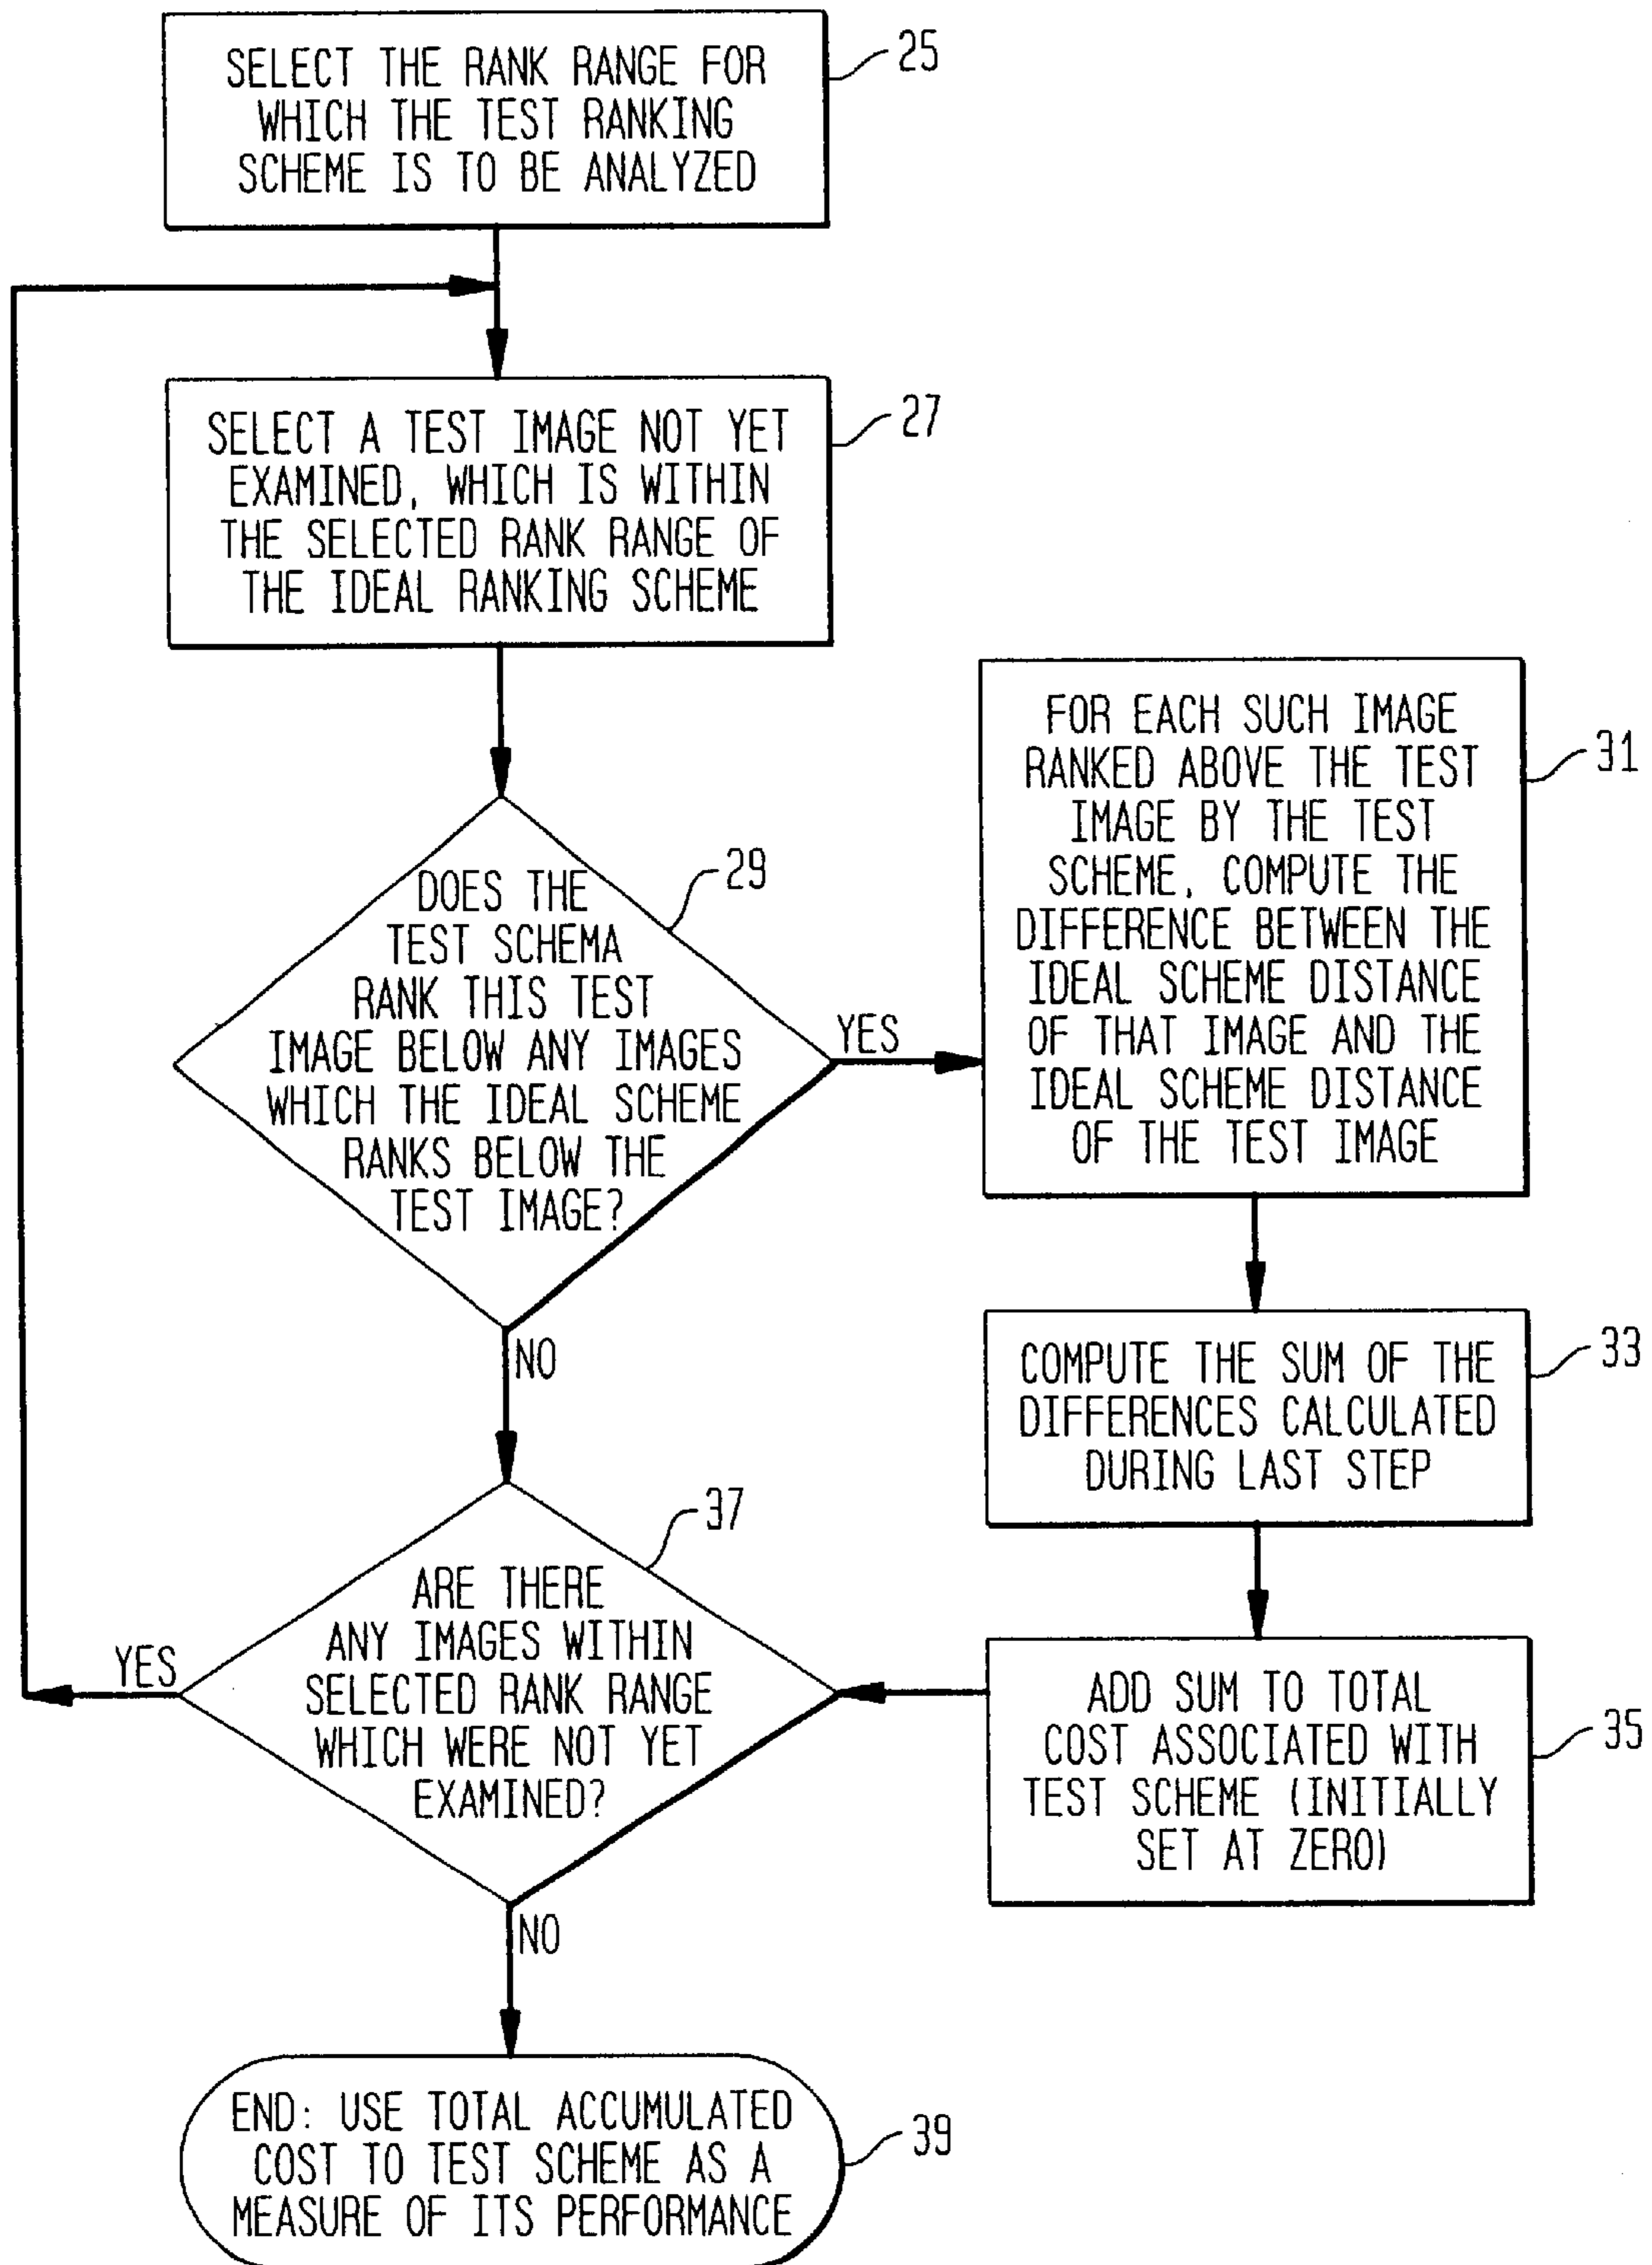 SELECT THE RANK RANGE FOR
WHICH THE TEST RANKING
SCHEME IS TO BE ANALYZED
25
SELECT A TEST IMAGE NOT YET
EXAMINED, WHICH IS WITHIN
THE SELECTED RANK RANGE OF
THE IDEAL RANKING SCHEME
27
DOES THE
TEST SCHEMA
RANK THIS TEST
IMAGE BELOW ANY IMAGES
WHICH THE IDEAL SCHEME
RANKS BELOW THE
TEST IMAGE?
29
YES
NO
FOR EACH SUCH IMAGE
RANKED ABOVE THE TEST
IMAGE BY THE TEST
SCHEME, COMPUTE THE
DIFFERENCE BETWEEN THE
IDEAL SCHEME DISTANCE
OF THAT IMAGE AND THE
IDEAL SCHEME DISTANCE
OF THE TEST IMAGE
31
COMPUTE THE SUM OF THE
DIFFERENCES CALCULATED
DURING LAST STEP
33
ADD SUM TO TOTAL
COST ASSOCIATED WITH
TEST SCHEME (INITIALLY
SET AT ZERO)
35
ARE THERE
ANY IMAGES WITHIN
SELECTED RANK RANGE
WHICH WERE NOT YET
EXAMINED?
37
YES
NO
END: USE TOTAL ACCUMULATED
COST TO TEST SCHEME AS A
MEASURE OF ITS PERFORMANCE
39